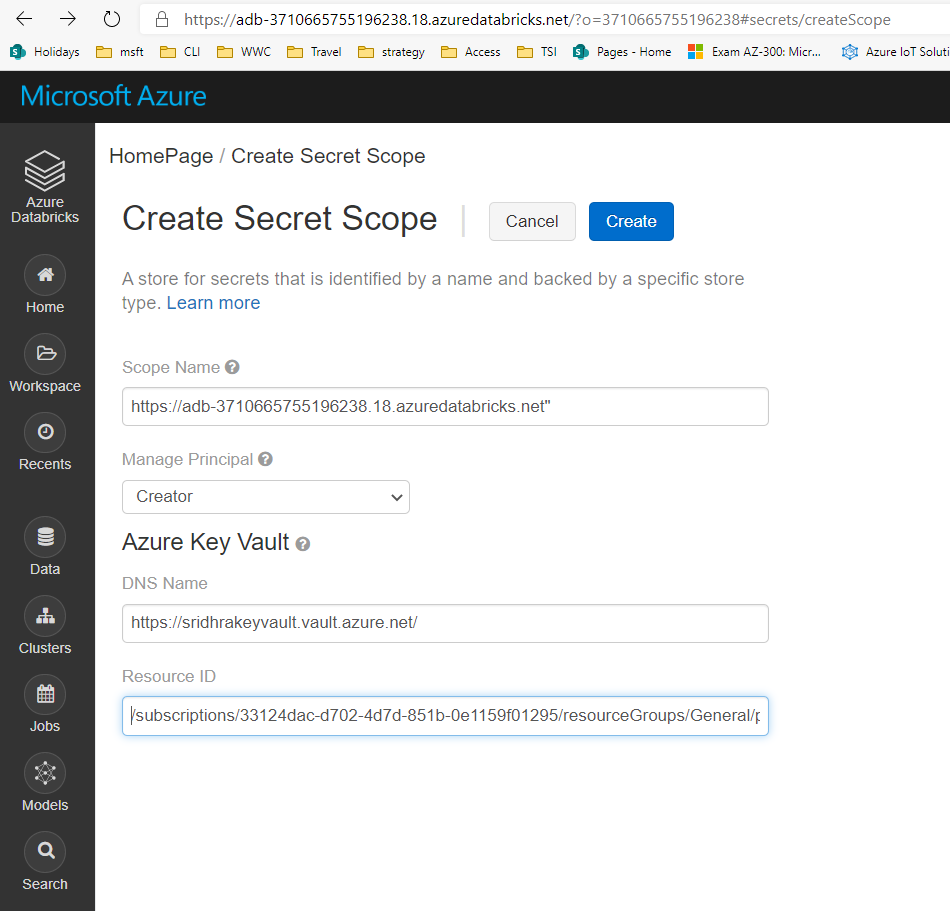 https://adb-3710665755196238.18.azuredatabricks.net/?o=3710665755196238#secrets/createScope
Holidays msft CLI WWC Travel strategy Access TSI Pages - Home Exam AZ-300: Micr... Azure IoT Soluti
Microsoft Azure
Azure
Databricks
Home
Workspace
Recents
Data
Clusters
Jobs
Models
Search
HomePage / Create Secret Scope
Create Secret Scope Cancel Create
A store for secrets that is identified by a name and backed by a specific store
type. Learn more
Scope Name
https://adb-3710665755196238.18.azuredatabricks.net"
Manage Principal
Creator
Azure Key Vault
DNS Name
https://sridhrakeyvault.vault.azure.net/
Resource ID
/subscriptions/33124dac-d702-4d7d-851b-0e1159f01295/resourceGroups/General/p